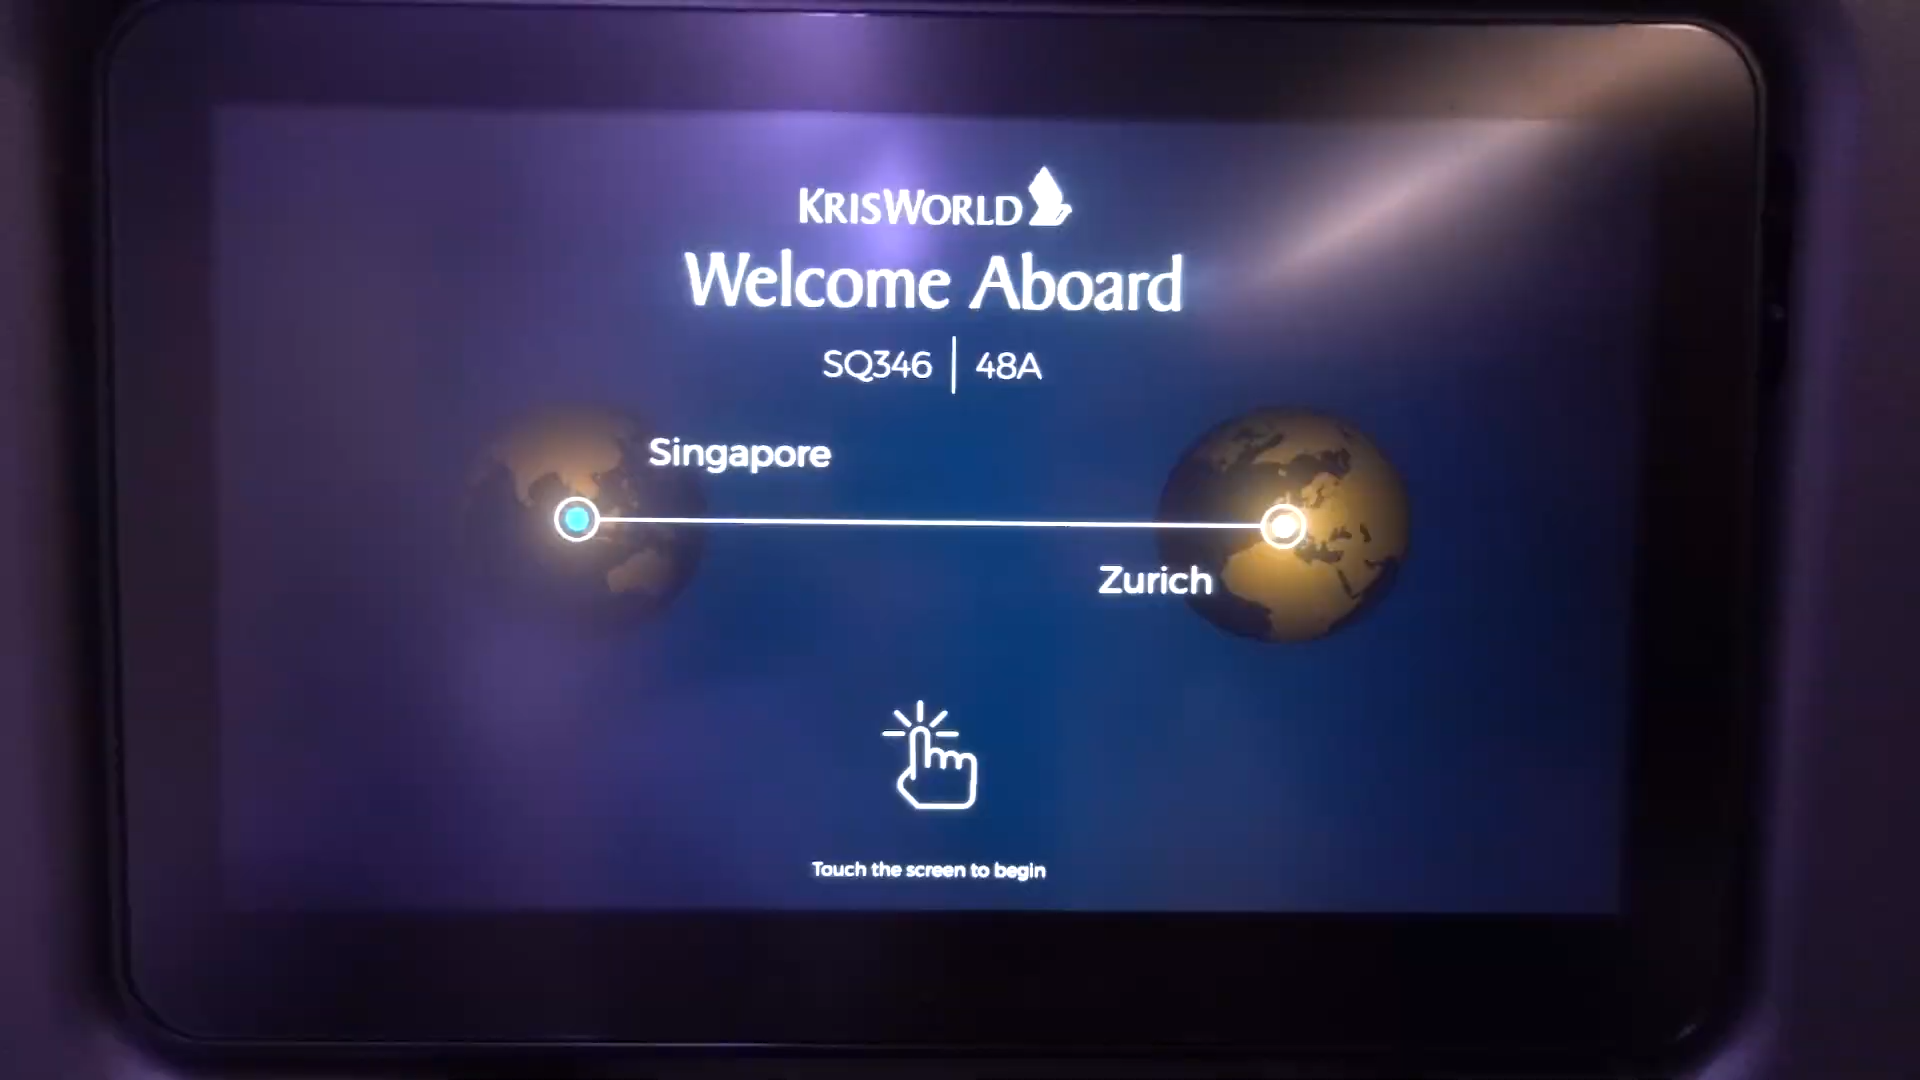 KRISWORLD
Welcome Aboard
SQ346 | 48A
Singapore
Zurich
Touch the screen to begin